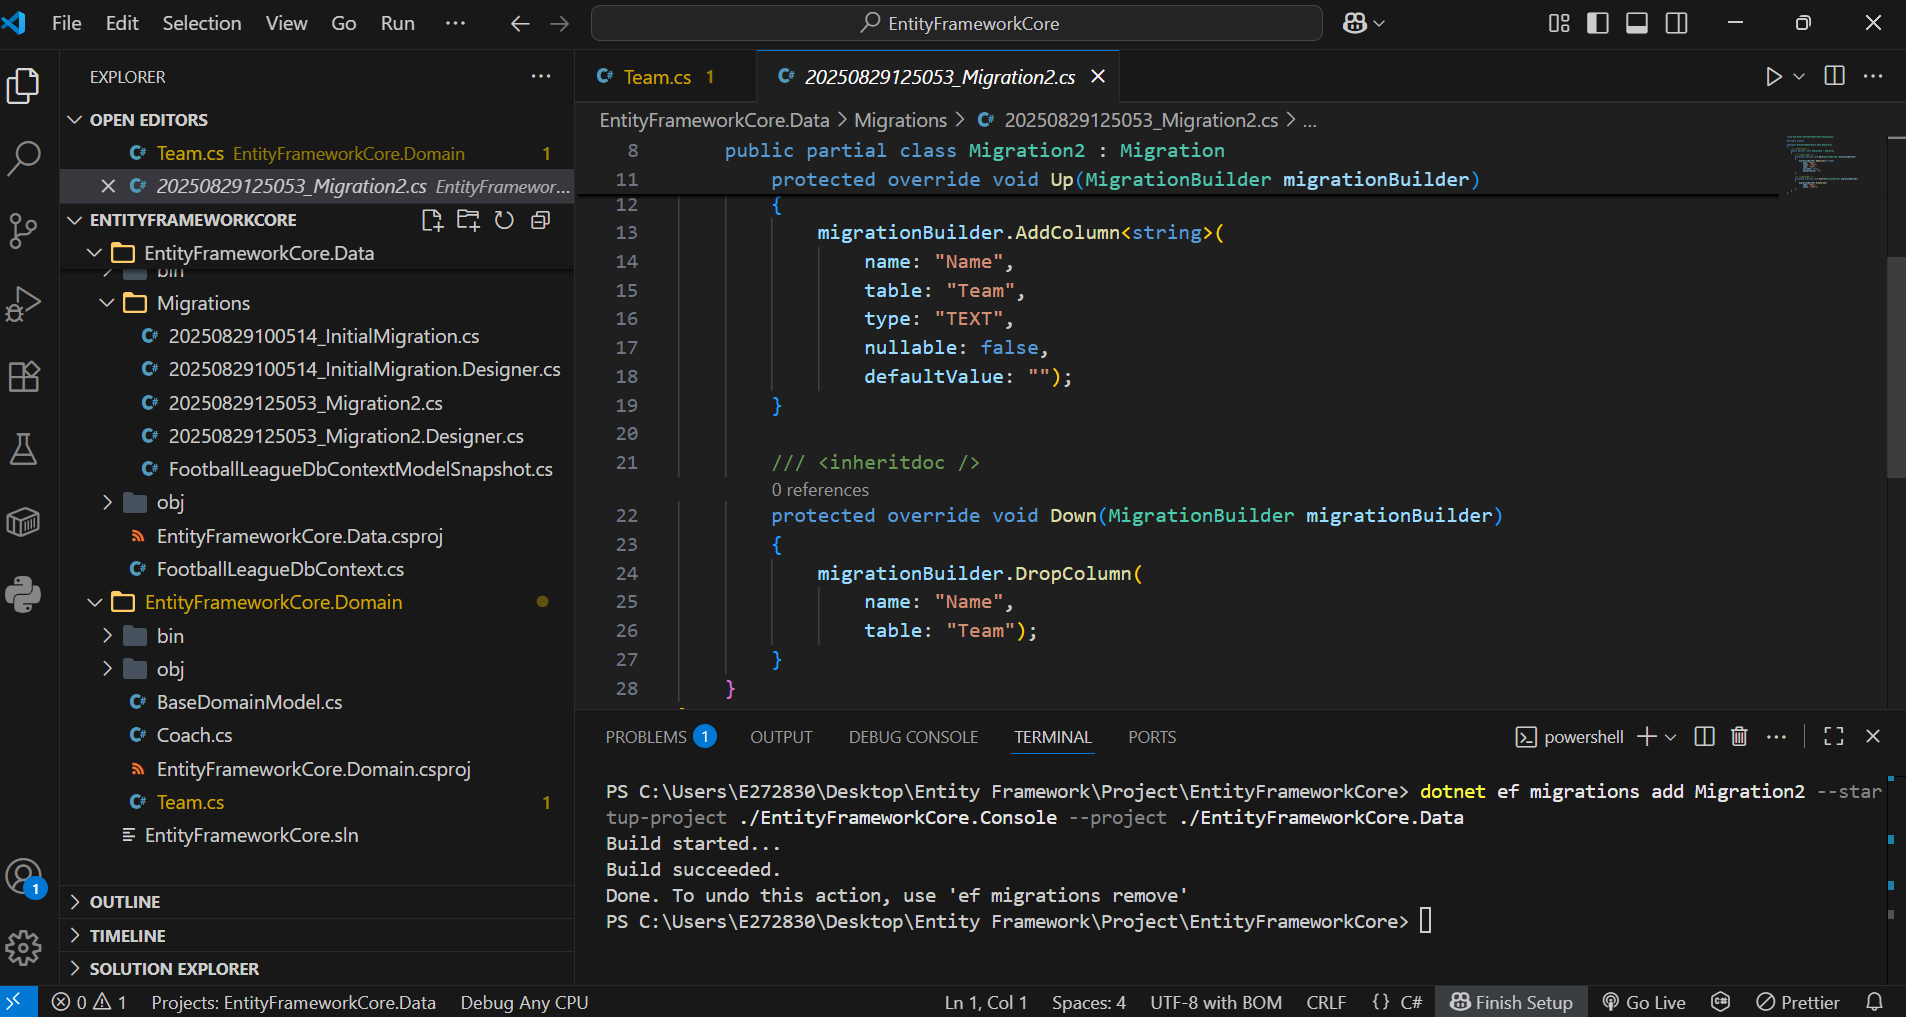 File Edit Selection View Go Run ···
EntityFrameworkCore
EXPLORER
OPEN EDITORS
Team.cs EntityFrameworkCore.Domain 1
20250829125053_Migration2.cs EntityFramewor...
ENTITYFRAMEWORKCORE
EntityFrameworkCore.Data
bin
Migrations
20250829100514_InitialMigration.cs
20250829100514_InitialMigration.Designer.cs
20250829125053_Migration2.cs
20250829125053_Migration2.Designer.cs
FootballLeagueDbContextModelSnapshot.cs
obj
EntityFrameworkCore.Data.csproj
FootballLeagueDbContext.cs
EntityFrameworkCore.Domain
bin
obj
BaseDomainModel.cs
Coach.cs
EntityFrameworkCore.Domain.csproj
Team.cs 1
EntityFrameworkCore.sln
OUTLINE
TIMELINE
SOLUTION EXPLORER
1
Team.cs 1
20250829125053_Migration2.cs
EntityFrameworkCore.Data > Migrations > 20250829125053_Migration2.cs > ...
8 public partial class Migration2 : Migration
11 protected override void Up(MigrationBuilder migrationBuilder)
12 {
13 migrationBuilder.AddColumn<string>(
14 name: "Name",
15 table: "Team",
16 type: "TEXT",
17 nullable: false,
18 defaultValue: "");
19 }
20
21 /// <inheritdoc />
0 references
22 protected override void Down(MigrationBuilder migrationBuilder)
23 {
24 migrationBuilder.DropColumn(
25 name: "Name",
26 table: "Team");
27 }
28 }
PROBLEMS 1 OUTPUT DEBUG CONSOLE TERMINAL PORTS
powershell
PS C:\Users\E272830\Desktop\Entity Framework\Project\EntityFrameworkCore> dotnet ef migrations add Migration2 --star
tup-project ./EntityFrameworkCore.Console --project ./EntityFrameworkCore.Data
Build started...
Build succeeded.
Done. To undo this action, use 'ef migrations remove'
PS C:\Users\E272830\Desktop\Entity Framework\Project\EntityFrameworkCore>
0 1 Projects: EntityFrameworkCore.Data Debug Any CPU
Ln 1, Col 1 Spaces: 4 UTF-8 with BOM CRLF {} C# Finish Setup Go Live Prettier